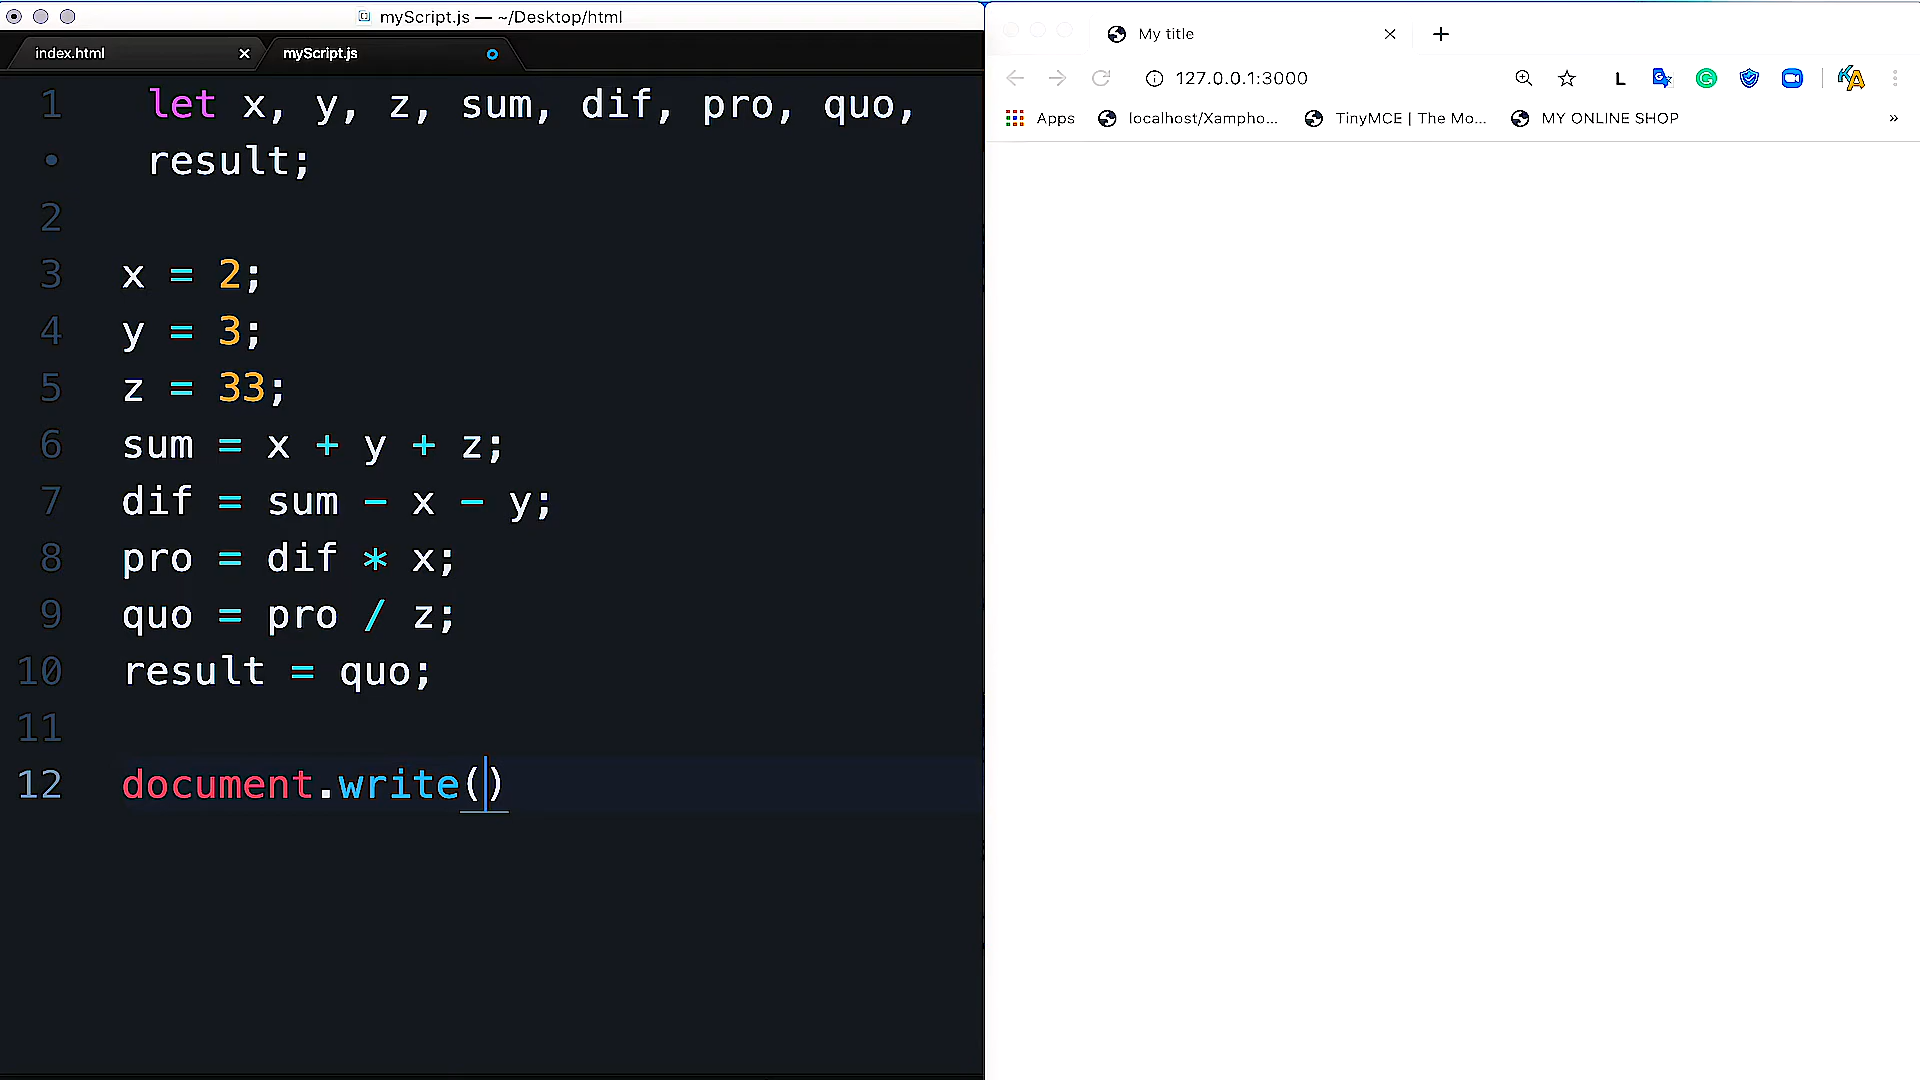 myScript.js — ~/Desktop/html
index.html
myScript.js
1 let x, y, z, sum, dif, pro, quo,
• result;
2
3 x = 2;
4 y = 3;
5 z = 33;
6 sum = x + y + z;
7 dif = sum - x - y;
8 pro = dif * x;
9 quo = pro / z;
10 result = quo;
11
12 document.write()
My title
127.0.0.1:3000
L
Apps
localhost/Xampho...
TinyMCE | The Mo...
MY ONLINE SHOP
»